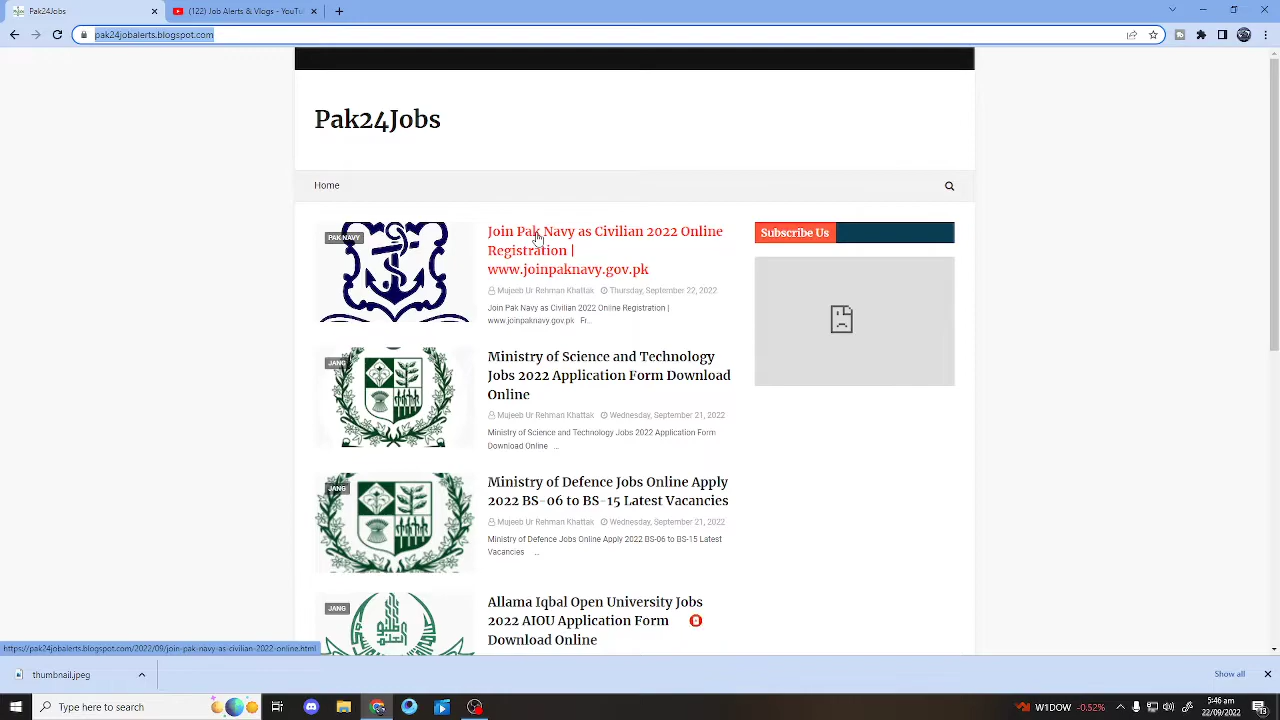 Pak24Jobs
(122) Job Alerts & Vlogs - YouTu
pak24jobalerts.blogspot.com
Pak24Jobs
Home
PAK NAVY
Join Pak Navy as Civilian 2022 Online
Registration |
www.joinpaknavy.gov.pk
Mujeeb Ur Rehman Khattak Thursday, September 22, 2022
Join Pak Navy as Civilian 2022 Online Registration |
www.joinpaknavy.gov.pk Fr...
Subscribe Us
JANG
Ministry of Science and Technology
Jobs 2022 Application Form Download
Online
Mujeeb Ur Rehman Khattak Wednesday, September 21, 2022
Ministry of Science and Technology Jobs 2022 Application Form
Download Online ...
JANG
Ministry of Defence Jobs Online Apply
2022 BS-06 to BS-15 Latest Vacancies
Mujeeb Ur Rehman Khattak Wednesday, September 21, 2022
Ministry of Defence Jobs Online Apply 2022 BS-06 to BS-15 Latest
Vacancies ...
JANG
Allama Iqbal Open University Jobs
2022 AIOU Application Form
Download Online
https://pak24jobalerts.blogspot.com/2022/09/join-pak-navy-as-civilian-2022-online.html
thumbnail.jpeg
Show all
Type here to search
W1DOW -0.52%
5:46 am
23/09/2022